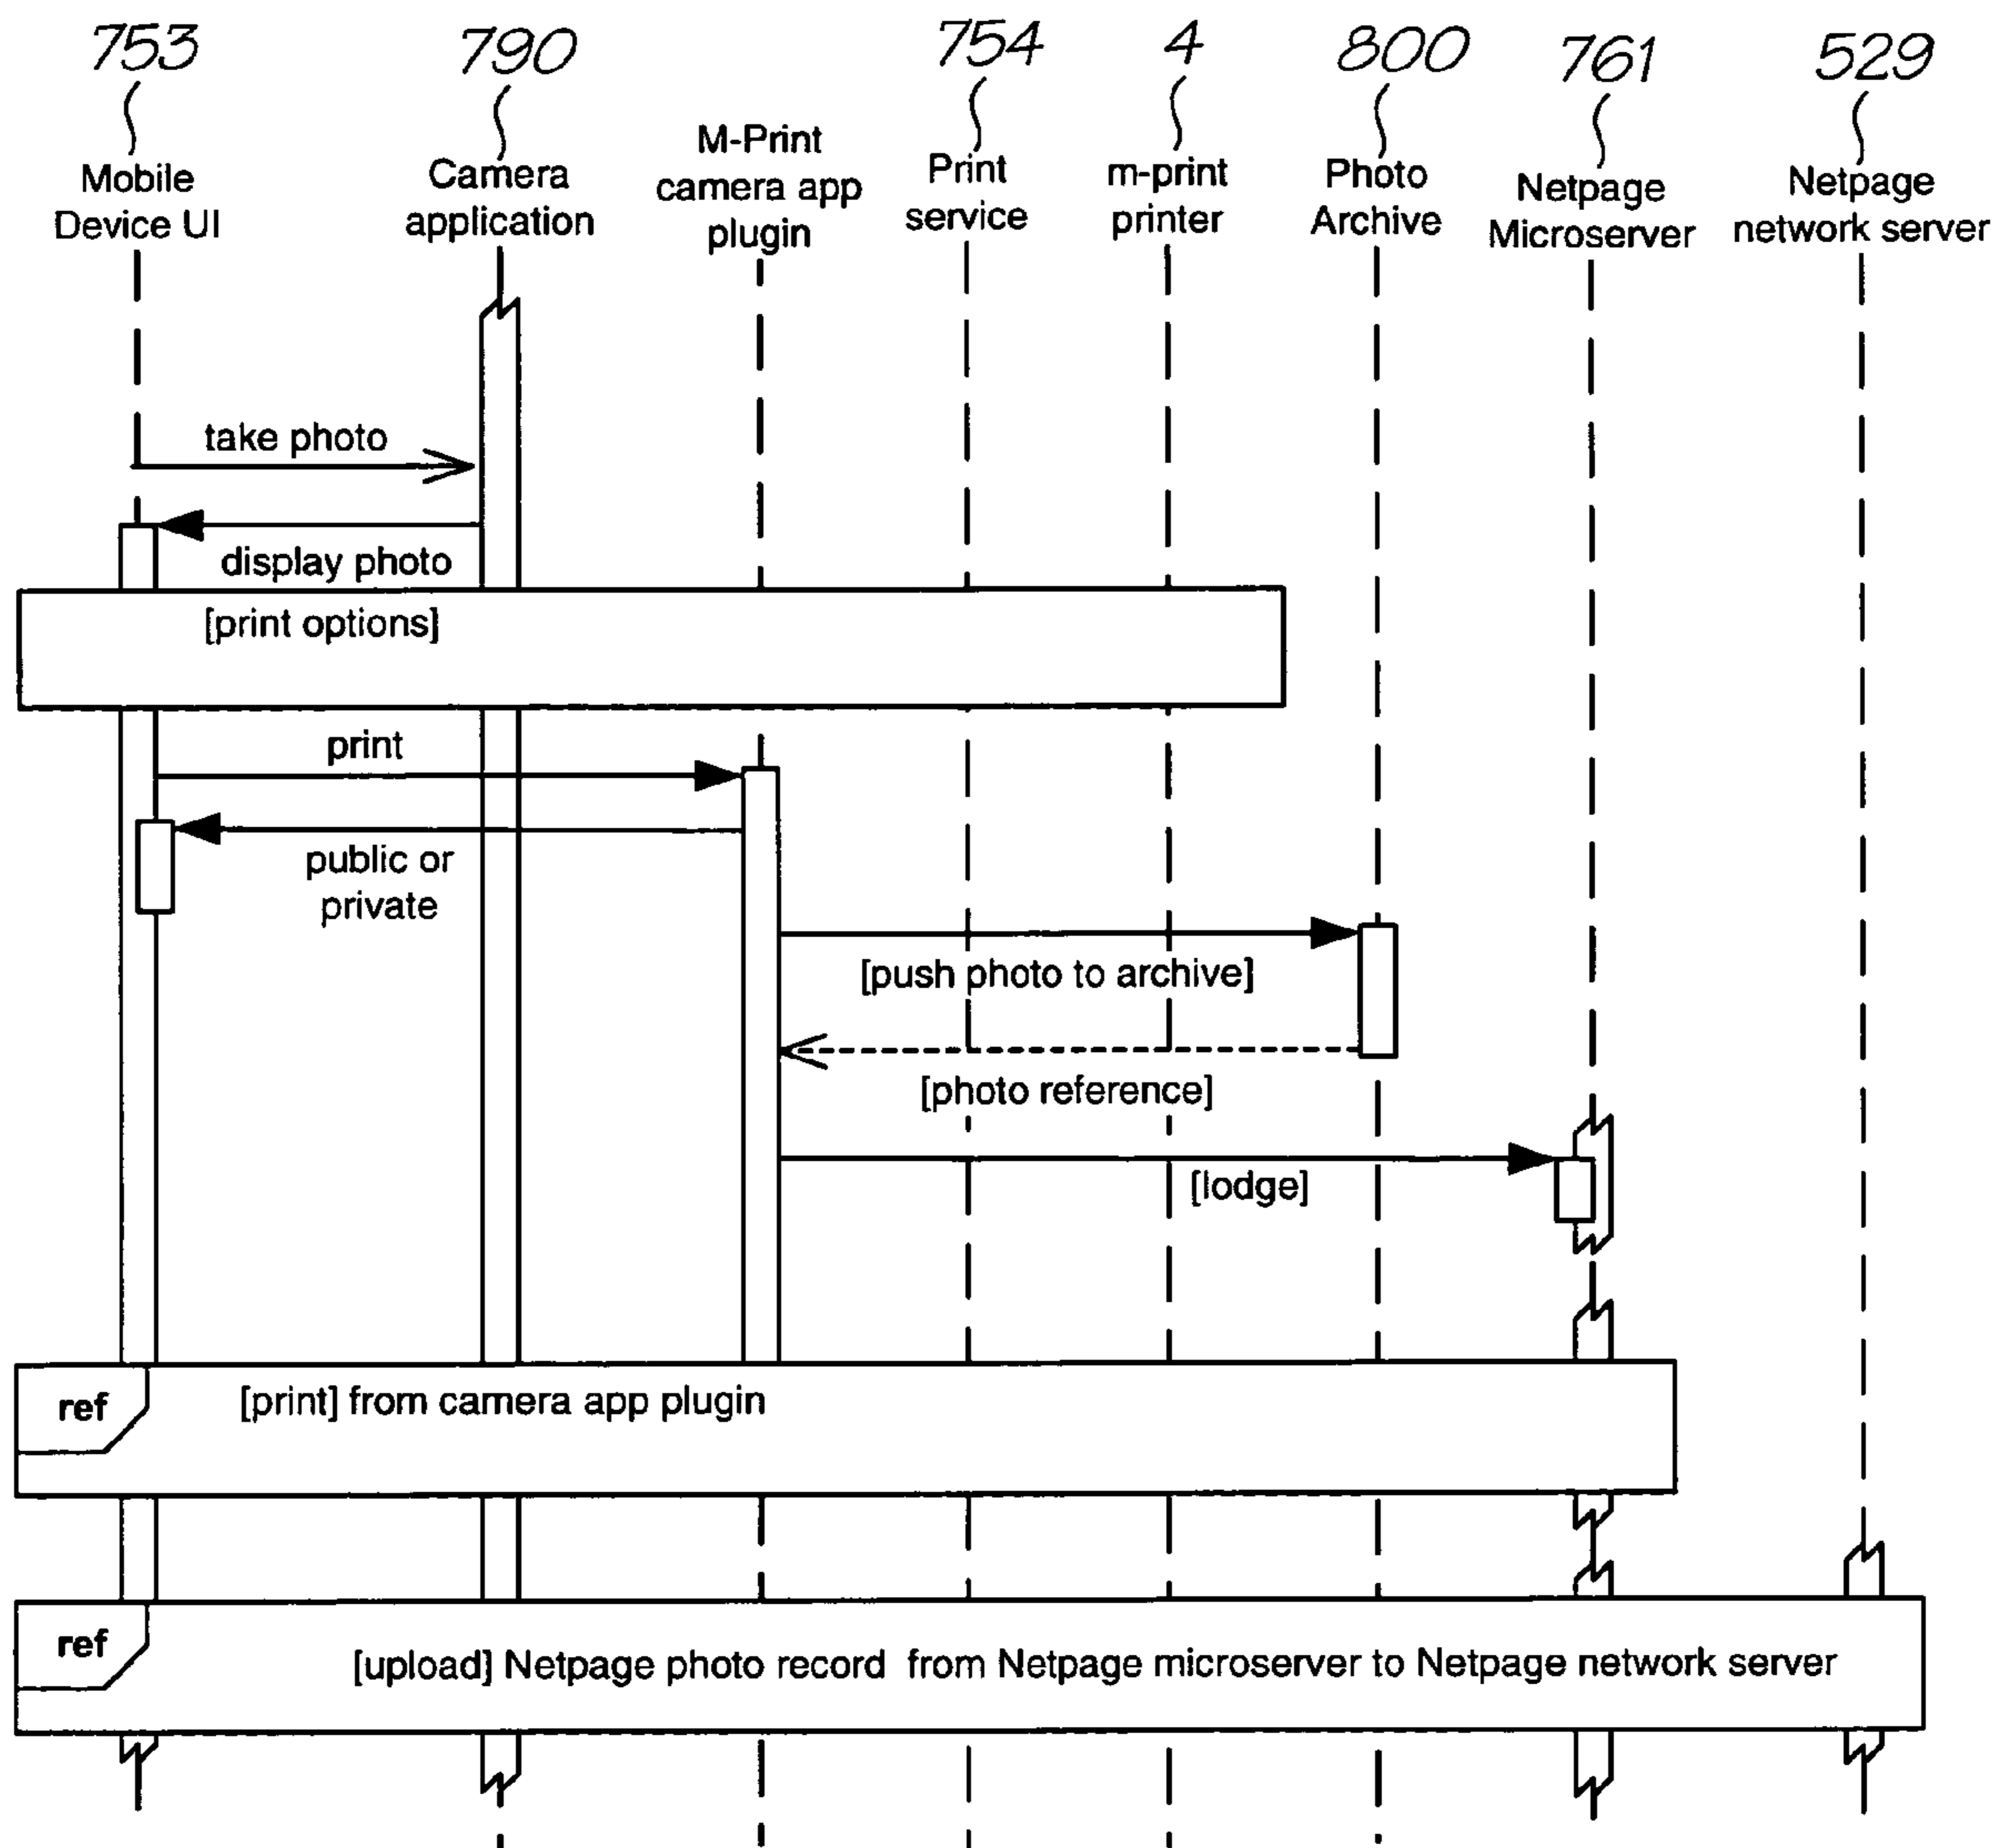 753
790
754
4
800
761
529
Mobile
Device UI
Camera
application
M-Print
camera app
plugin
Print
service
m-print
printer
Photo
Archive
Netpage
Microserver
Netpage
network server
take photo
display photo
[print options]
print
public or
private
[push photo to archive]
[photo reference]
[lodge]
ref
[print] from camera app plugin
ref
[upload] Netpage photo record from Netpage microserver to Netpage network server